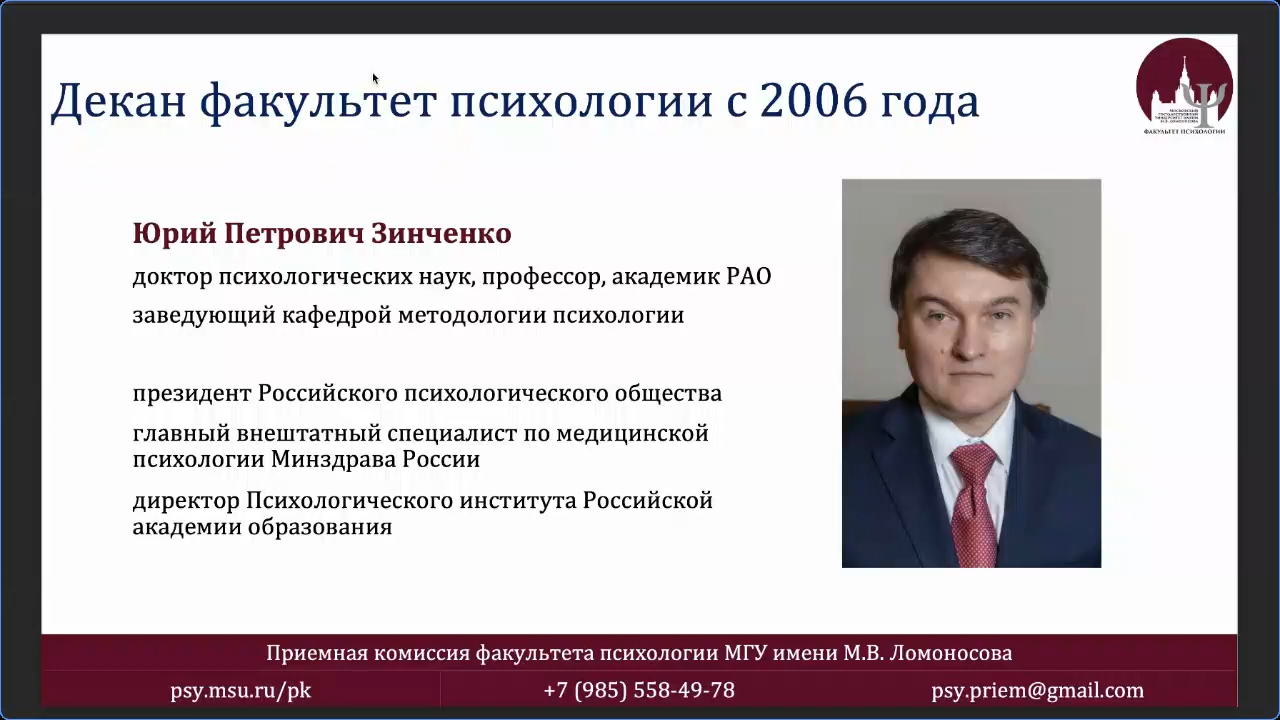 Декан факультет психологии с 2006 года
ФАКУЛЬТЕТ ПСИХОЛОГИИ
Юрий Петрович Зинченко
доктор психологических наук, профессор, академик РАО
заведующий кафедрой методологии психологии
президент Российского психологического общества
главный внештатный специалист по медицинской
психологии Минздрава России
директор Психологического института Российской
академии образования
Приемная комиссия факультета психологии МГУ имени М.В. Ломоносова
psy.msu.ru/pk
+7 (985) 558-49-78
psy.priem@gmail.com